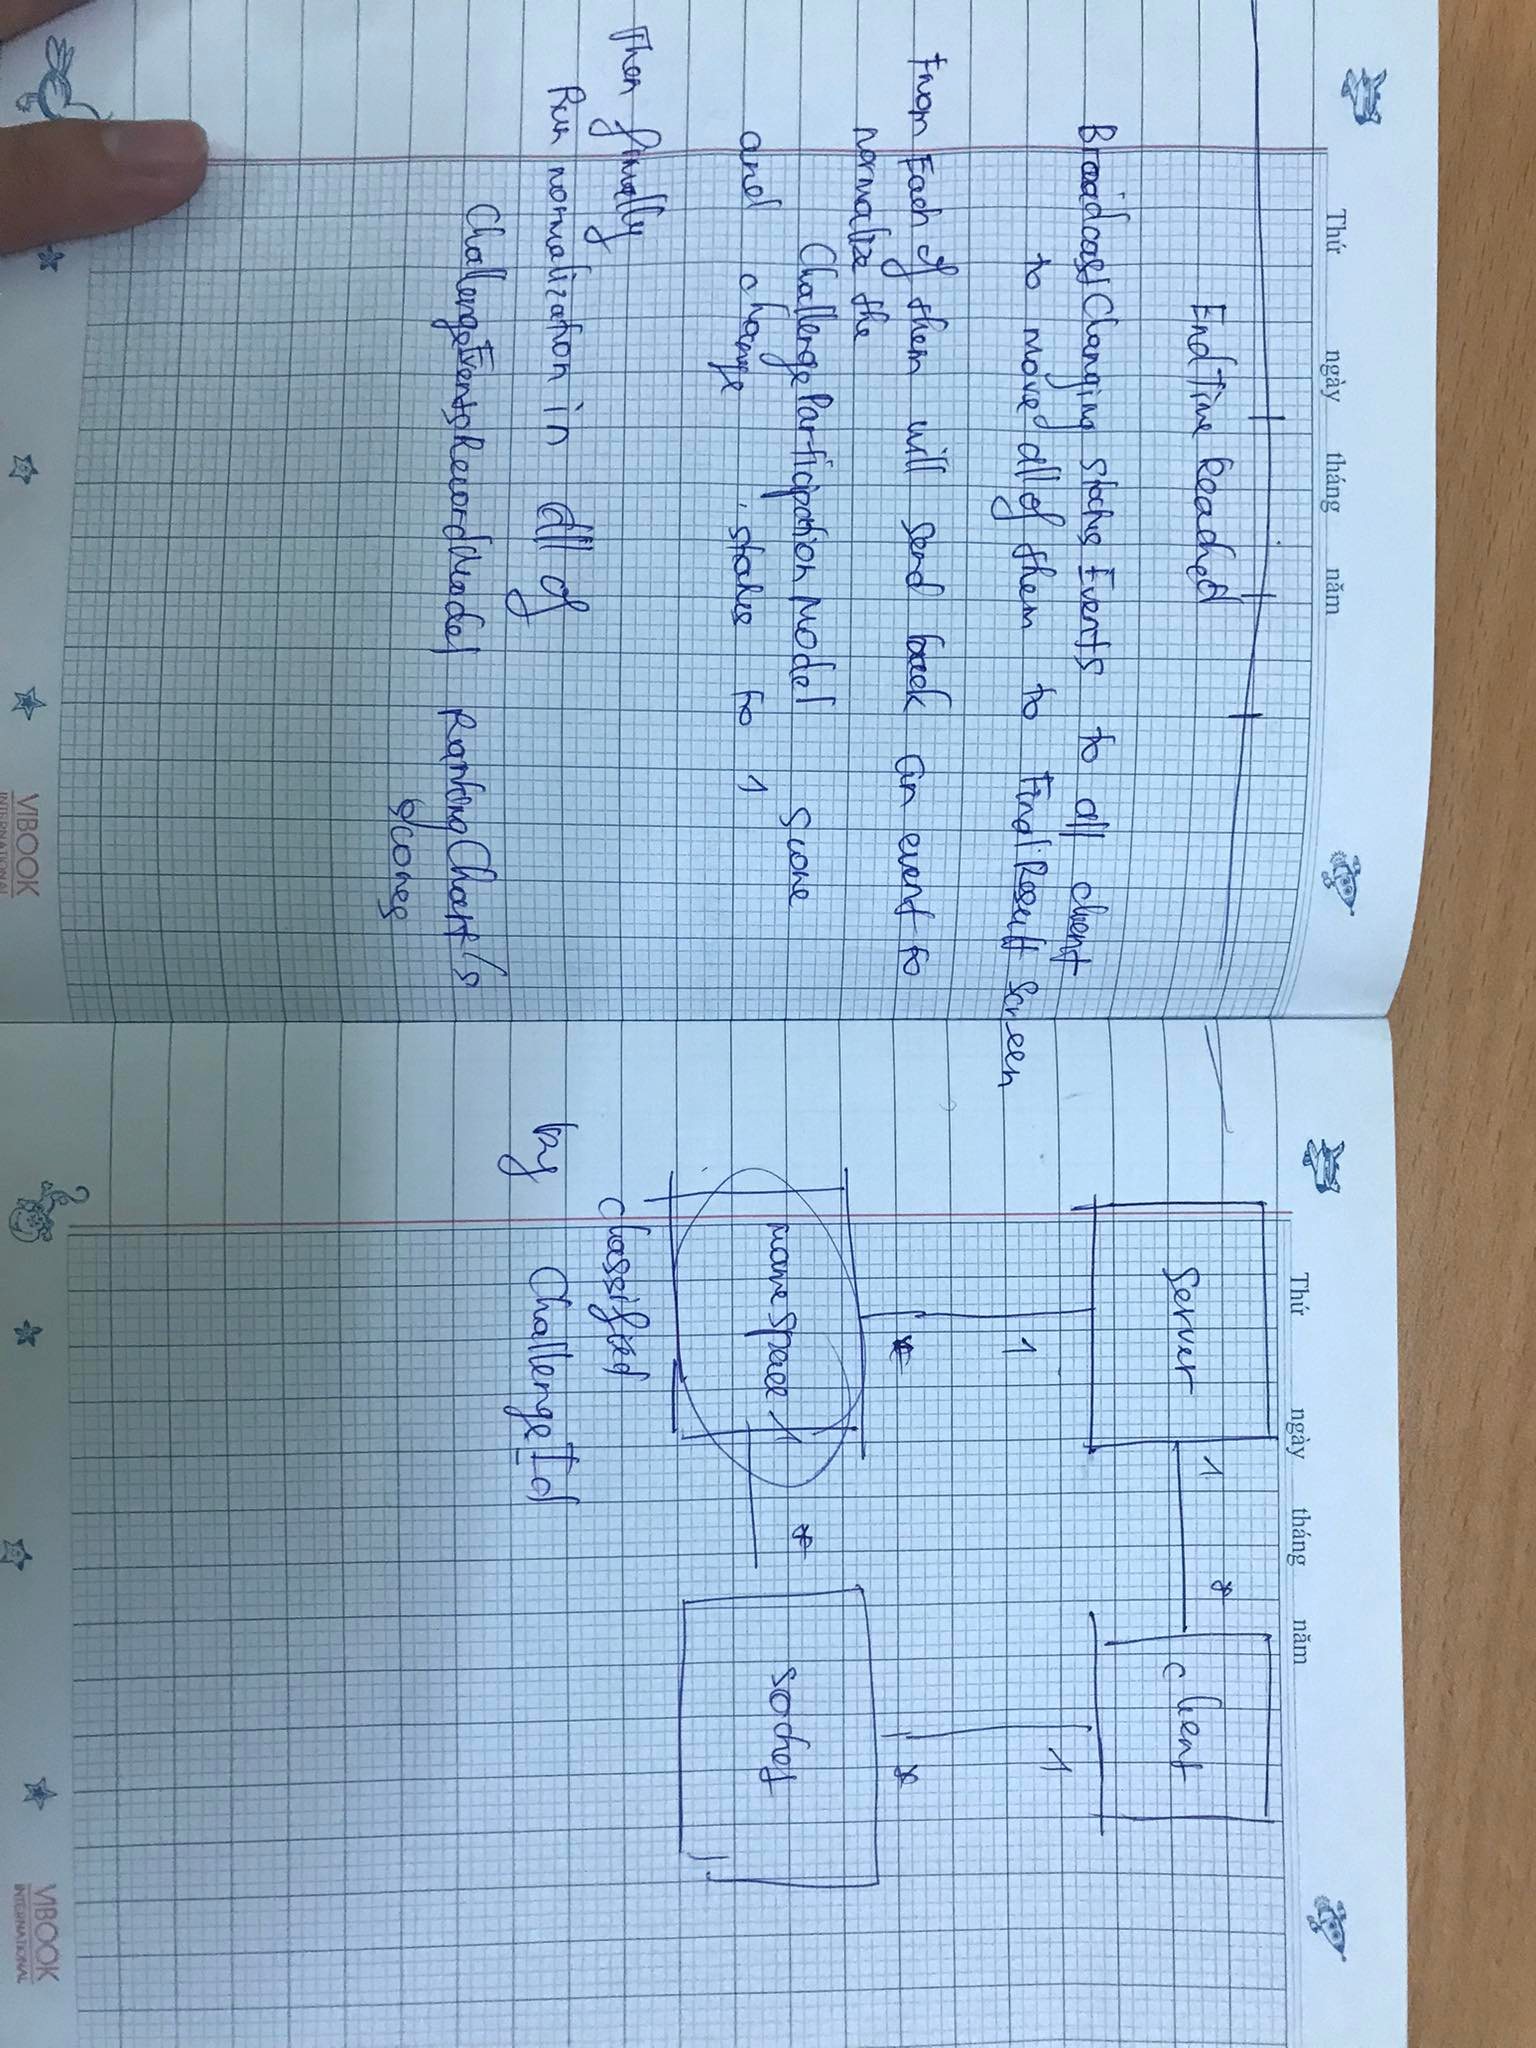 Thứ ngày tháng năm
EndTime Reached
BroadcastChanging status Events to all client
to move all of them to Final Result Screen
From Each of them will send back an event to
normalize the
ChallengeParticipationModel score
and change status to 1
Then finally
Run normalization in all of
ChallengeEventsRecordModel RankingChart's
scores
VIBOOK
INTERNATIONAL
Thứ ngày tháng năm
server 1 * client
1 1
* *
namespace 1 * socket
classified
by ChallengeId
VIBOOK
INTERNATIONAL